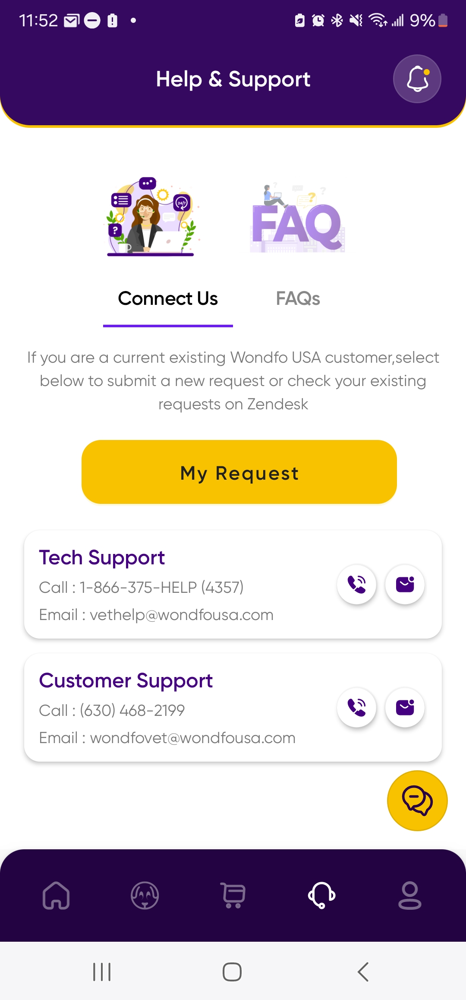 11:52
9%
Help & Support
24/7
?
?
?
?
FAQ
Connect Us
FAQs
If you are a current existing Wondfo USA customer,select
below to submit a new request or check your existing
requests on Zendesk
My Request
Tech Support
Call : 1-866-375-HELP (4357)
Email : vethelp@wondfousa.com
Customer Support
Call : (630) 468-2199
Email : wondfovet@wondfousa.com